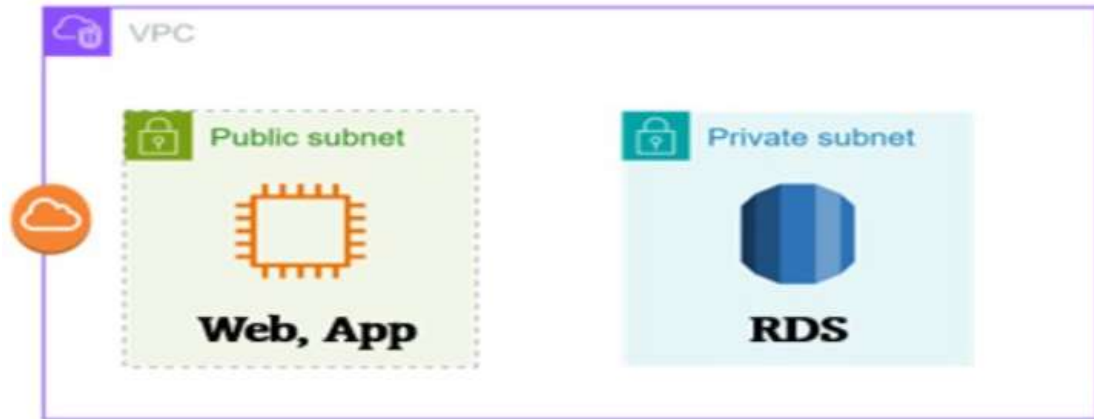 VPC
Public subnet
Private subnet
Web, App
RDS